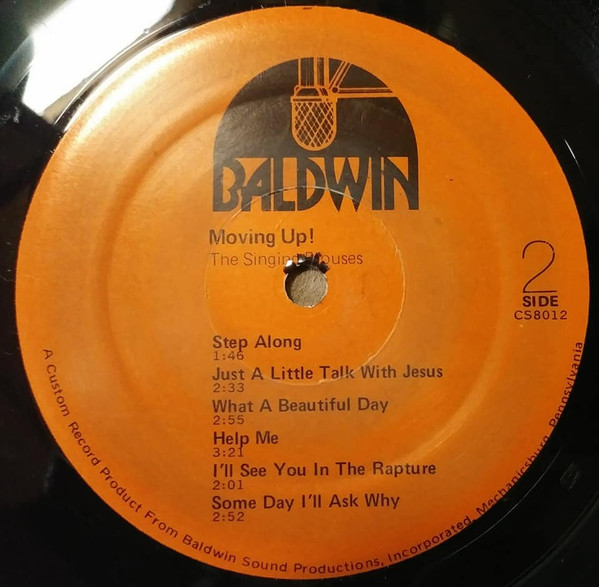 BALDWIN
Moving Up!
The Singing
2
SIDE
CS8012
Step Along
1:46
Just A Little Talk With Jesus
2:33
What A Beautiful Day
2:55
Help Me
3:21
I'll See You In The Rapture
2:01
Some Day I'll Ask Why
2:52
A Custom Record Product From Baldwin Sound Productions, Incorporated, Mechanicsburg, Pennsylvania